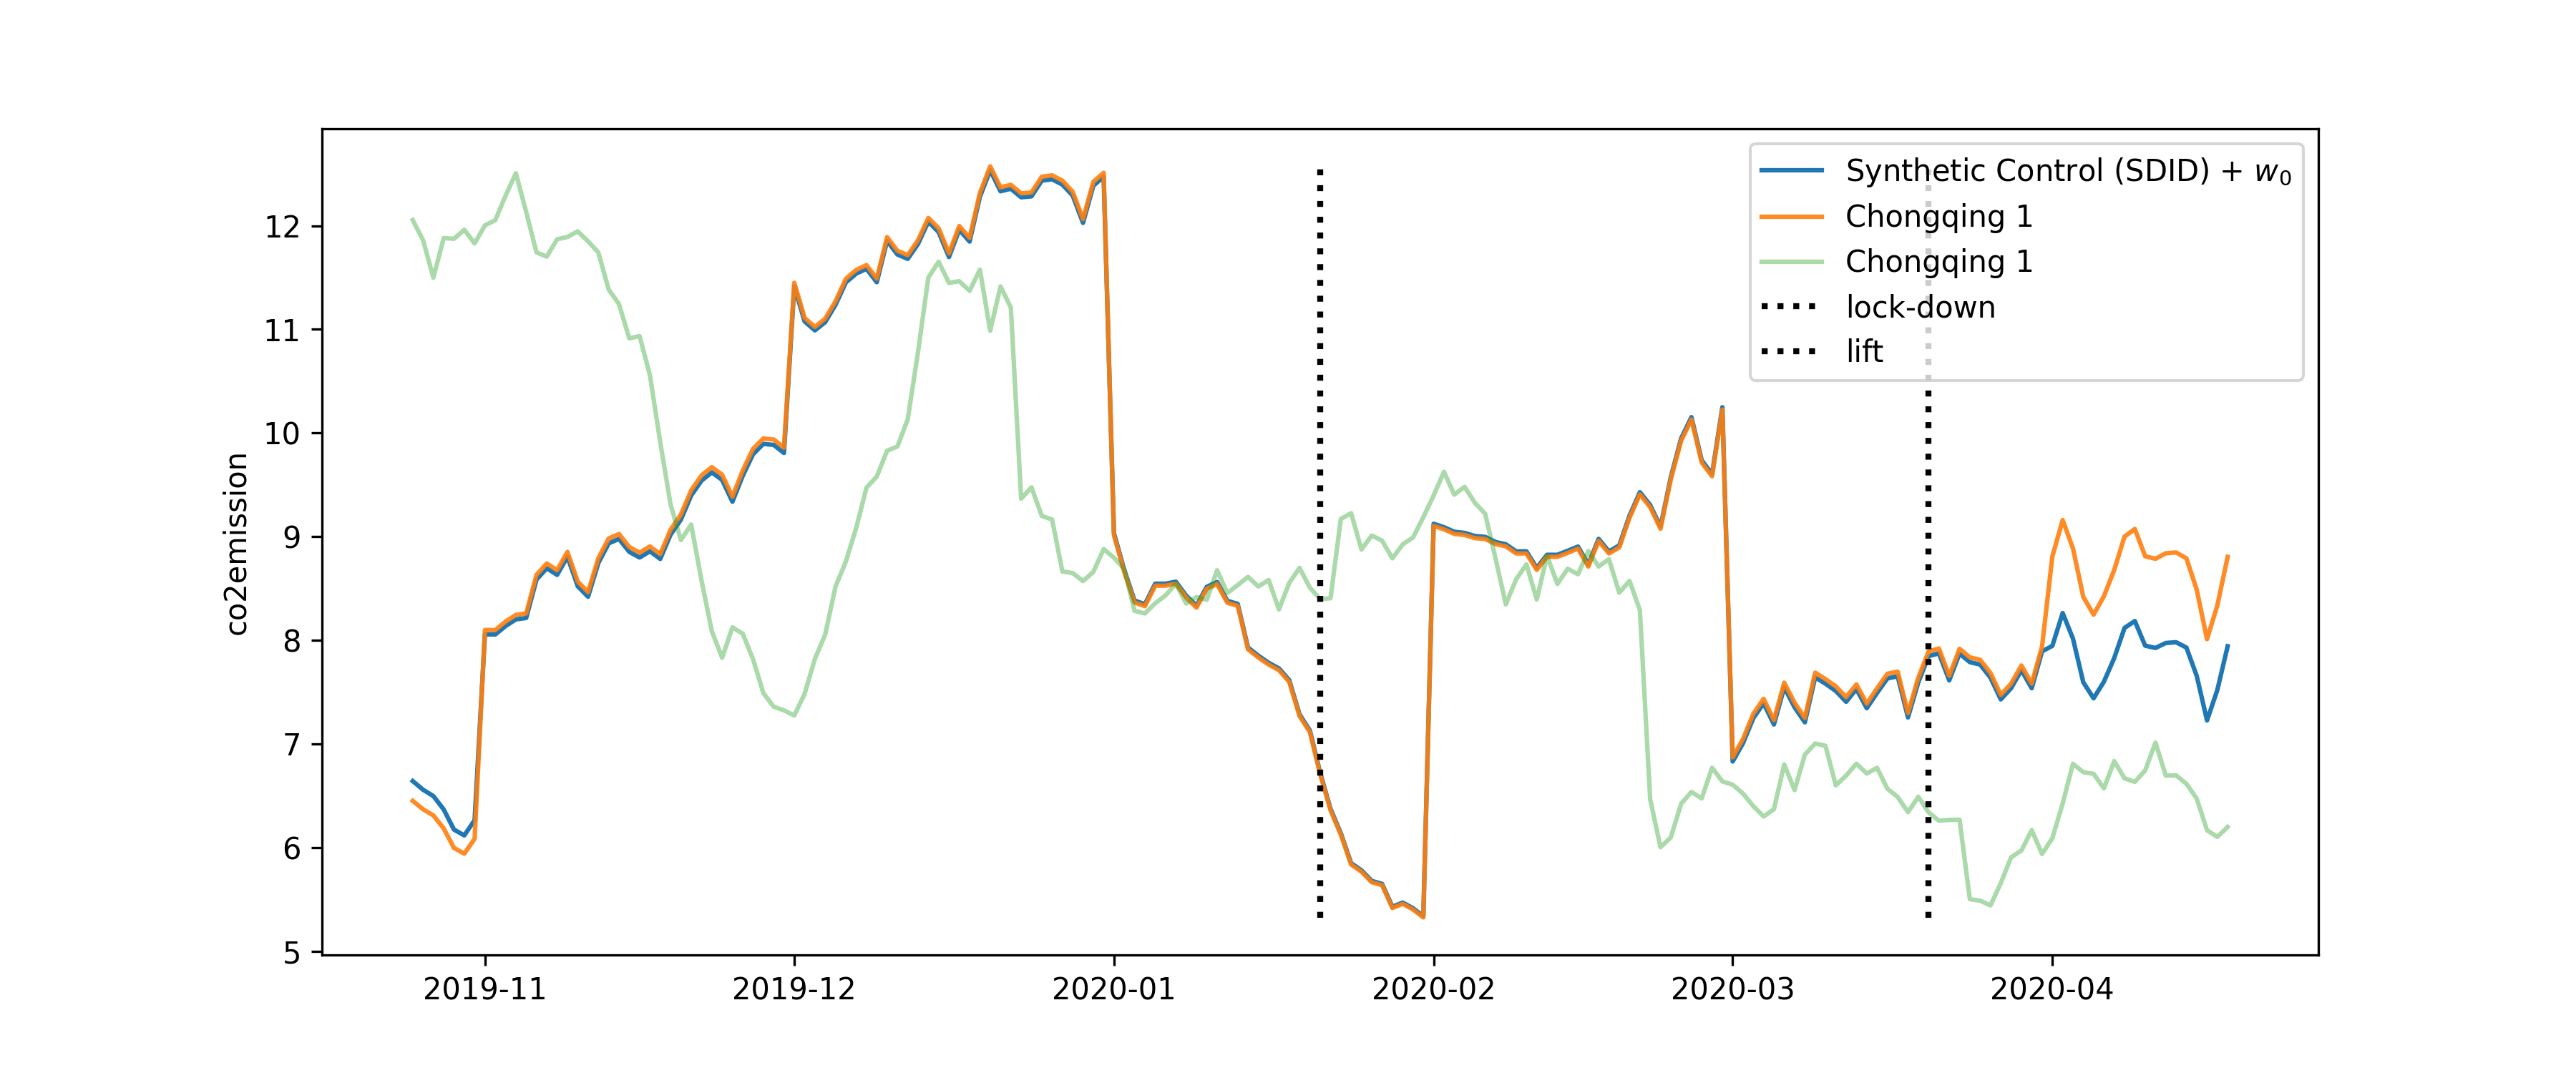 Synthetic Control (SDID) + w₀
Chongqing 1
Chongqing 1
lock-down
lift
co2emission
12
11
10
9
8
7
6
5
2019-11
2019-12
2020-01
2020-02
2020-03
2020-04